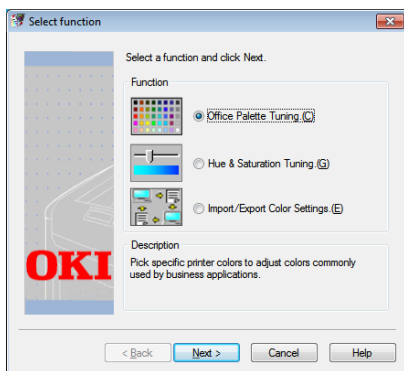 Select function
Select a function and click Next.
Function
Office Palette Tuning.(C)
Hue & Saturation Tuning.(G)
Import/Export Color Settings.(E)
Description
Pick specific printer colors to adjust colors commonly
used by business applications.
OKI
< Back
Next >
Cancel
Help